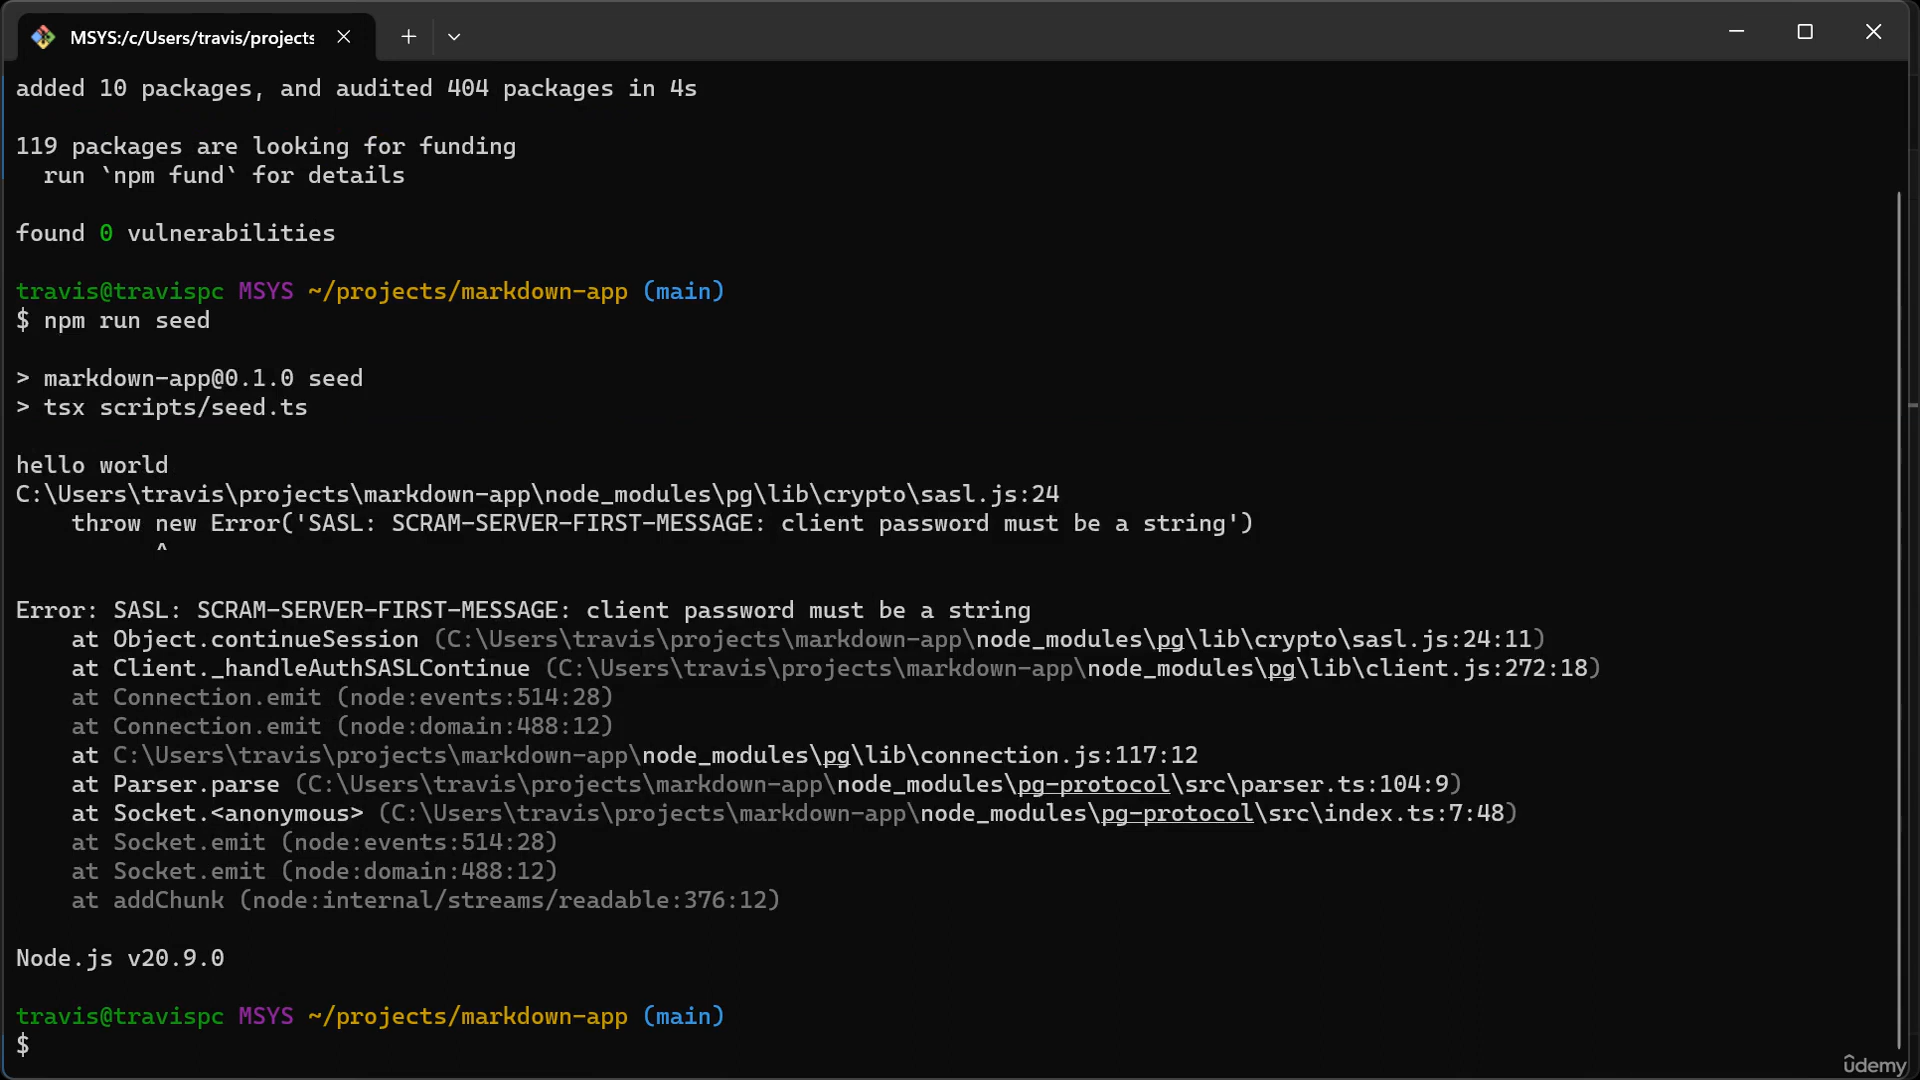 MSYS:/c/Users/travis/projects
added 10 packages, and audited 404 packages in 4s
119 packages are looking for funding
  run `npm fund` for details
found 0 vulnerabilities
travis@travispc MSYS ~/projects/markdown-app (main)
$ npm run seed
> markdown-app@0.1.0 seed
> tsx scripts/seed.ts
hello world
C:\Users\travis\projects\markdown-app\node_modules\pg\lib\crypto\sasl.js:24
    throw new Error('SASL: SCRAM-SERVER-FIRST-MESSAGE: client password must be a string')
          ^
Error: SASL: SCRAM-SERVER-FIRST-MESSAGE: client password must be a string
    at Object.continueSession (C:\Users\travis\projects\markdown-app\node_modules\pg\lib\crypto\sasl.js:24:11)
    at Client._handleAuthSASLContinue (C:\Users\travis\projects\markdown-app\node_modules\pg\lib\client.js:272:18)
    at Connection.emit (node:events:514:28)
    at Connection.emit (node:domain:488:12)
    at C:\Users\travis\projects\markdown-app\node_modules\pg\lib\connection.js:117:12
    at Parser.parse (C:\Users\travis\projects\markdown-app\node_modules\pg-protocol\src\parser.ts:104:9)
    at Socket.<anonymous> (C:\Users\travis\projects\markdown-app\node_modules\pg-protocol\src\index.ts:7:48)
    at Socket.emit (node:events:514:28)
    at Socket.emit (node:domain:488:12)
    at addChunk (node:internal/streams/readable:376:12)
Node.js v20.9.0
travis@travispc MSYS ~/projects/markdown-app (main)
$
udemy